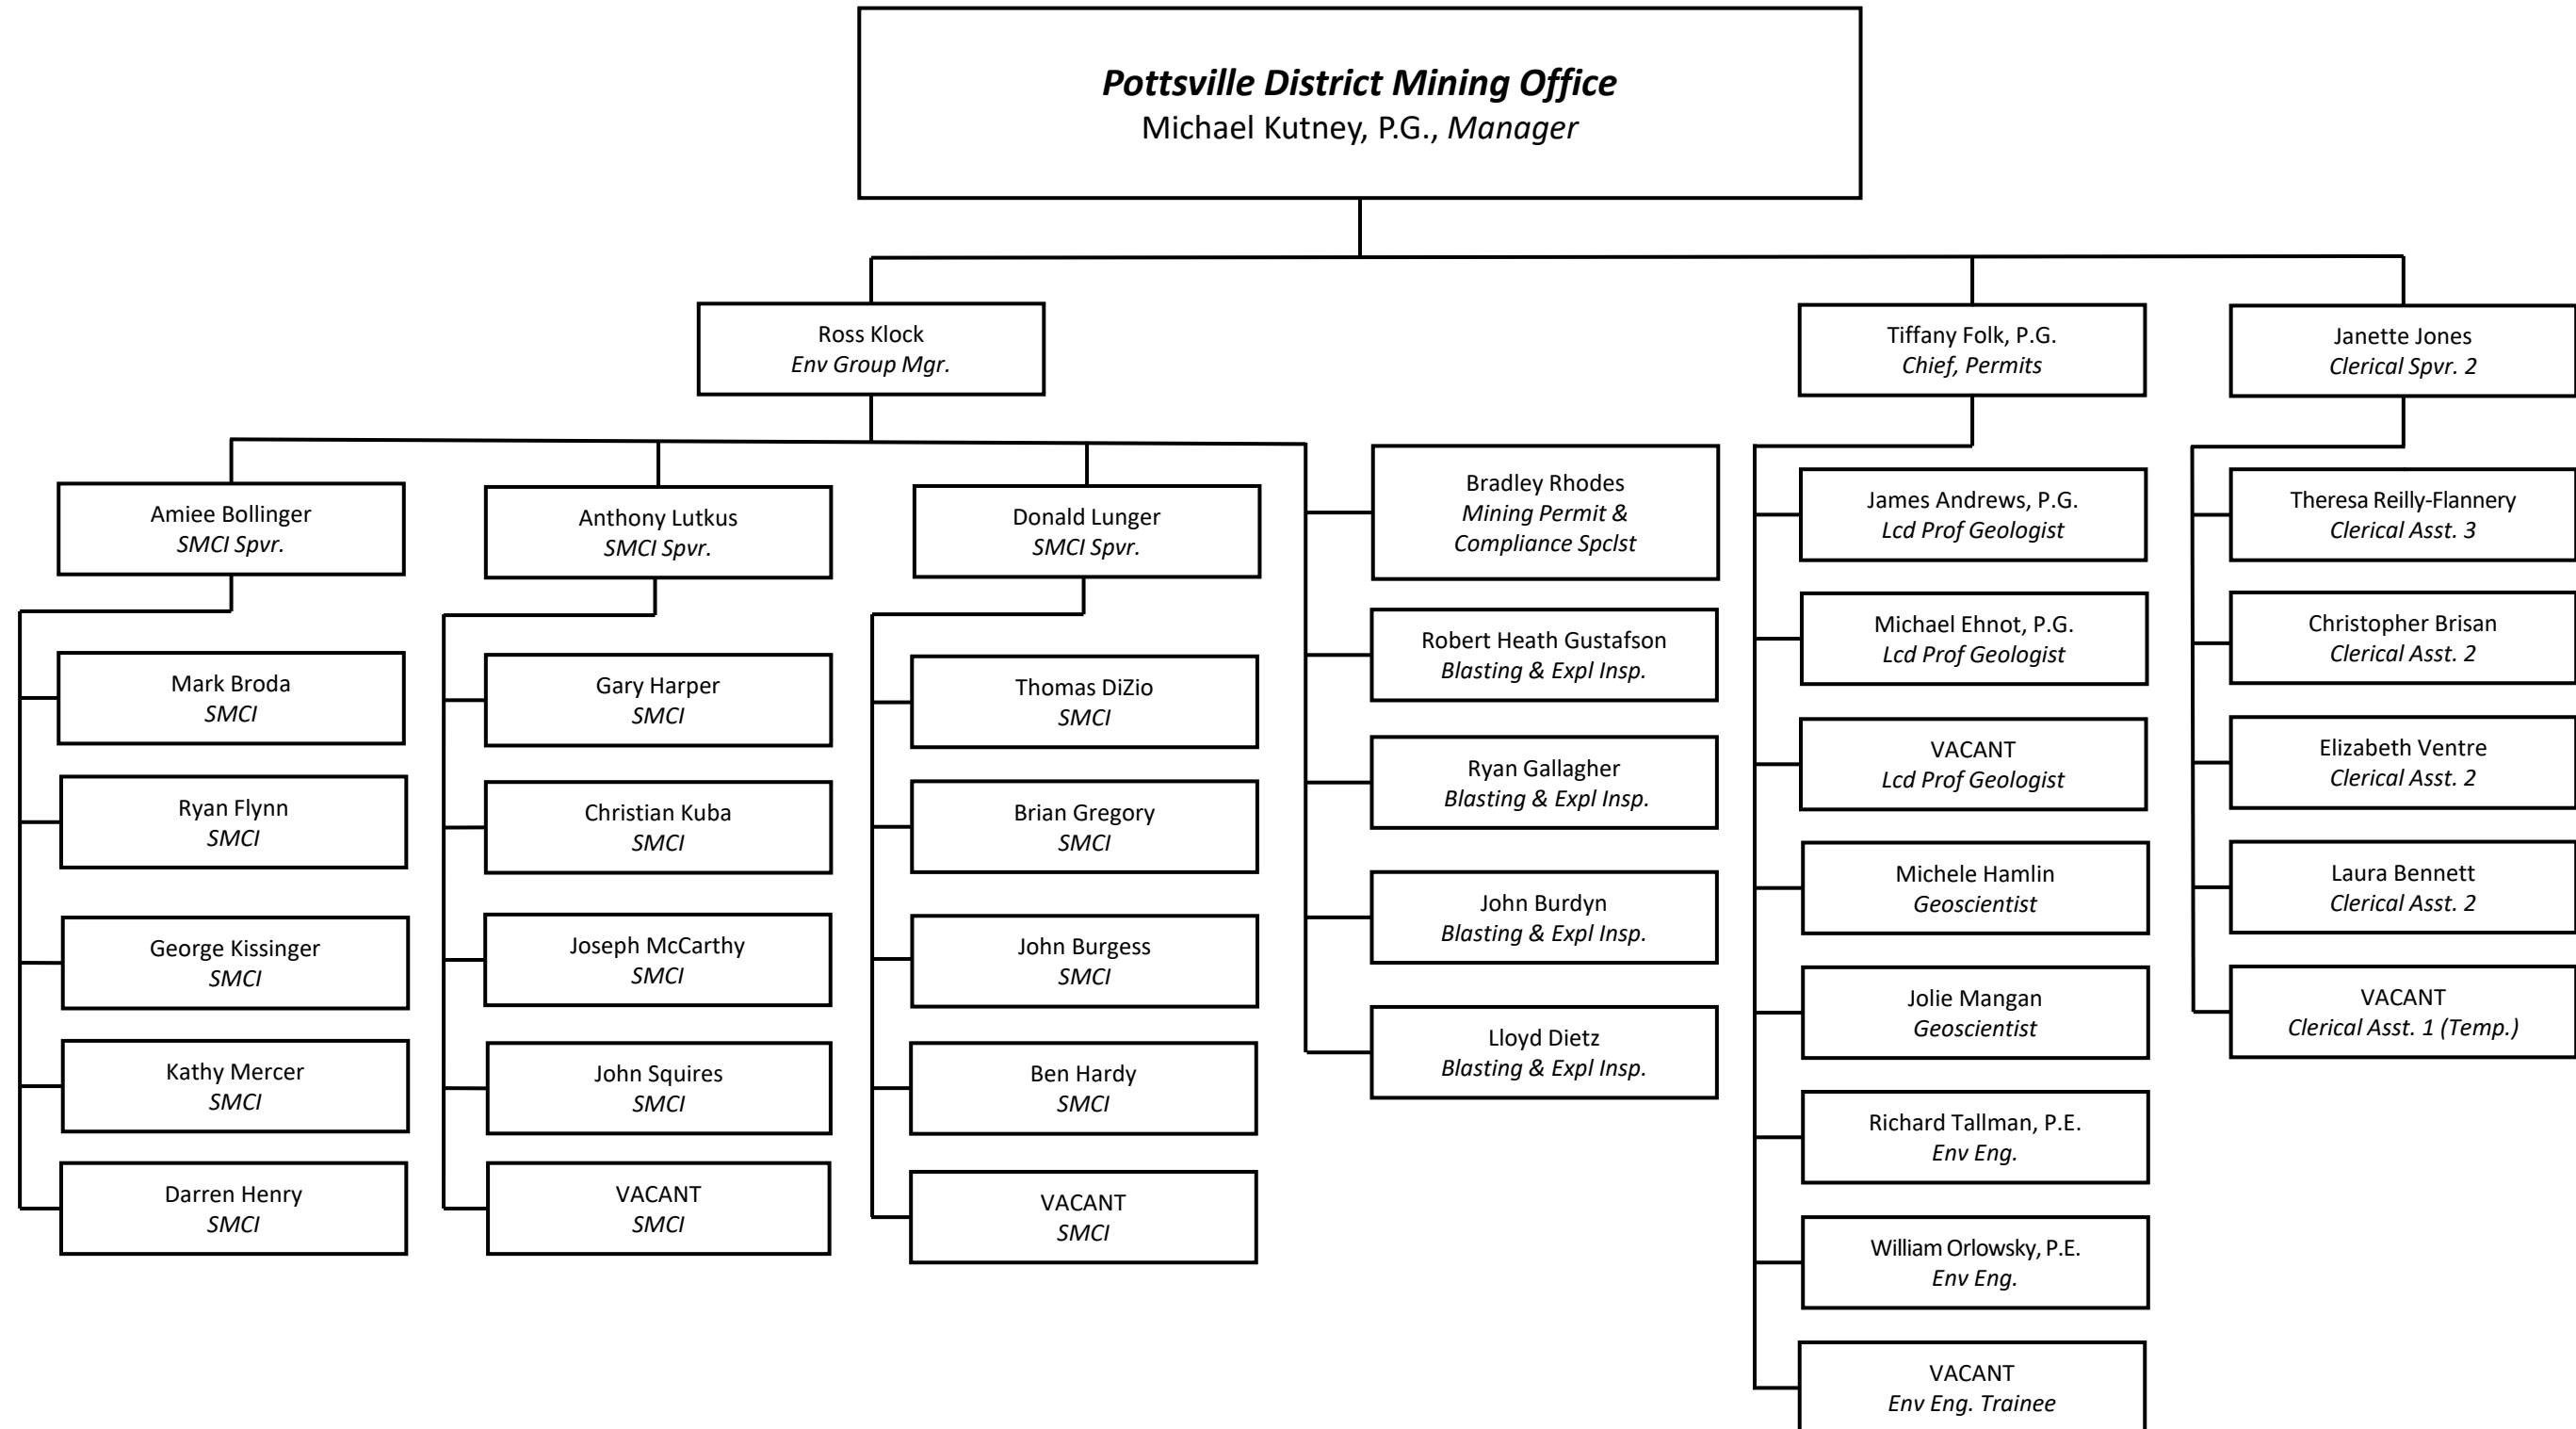 Pottsville District Mining Office
Michael Kutney, P.G., Manager
Ross Klock
Env Group Mgr.
Tiffany Folk, P.G.
Chief, Permits
Janette Jones
Clerical Spvr. 2
Amiee Bollinger
SMCI Spvr.
Mark Broda
SMCI
Ryan Flynn
SMCI
George Kissinger
SMCI
Kathy Mercer
SMCI
Darren Henry
SMCI
Anthony Lutkus
SMCI Spvr.
Gary Harper
SMCI
Christian Kuba
SMCI
Joseph McCarthy
SMCI
John Squires
SMCI
VACANT
SMCI
Donald Lunger
SMCI Spvr.
Thomas DiZio
SMCI
Brian Gregory
SMCI
John Burgess
SMCI
Ben Hardy
SMCI
VACANT
SMCI
Bradley Rhodes
Mining Permit &
Compliance Spclst
Robert Heath Gustafson
Blasting & Expl Insp.
Ryan Gallagher
Blasting & Expl Insp.
John Burdyn
Blasting & Expl Insp.
Lloyd Dietz
Blasting & Expl Insp.
James Andrews, P.G.
Lcd Prof Geologist
Michael Ehnot, P.G.
Lcd Prof Geologist
VACANT
Lcd Prof Geologist
Michele Hamlin
Geoscientist
Jolie Mangan
Geoscientist
Richard Tallman, P.E.
Env Eng.
William Orlowsky, P.E.
Env Eng.
VACANT
Env Eng. Trainee
Theresa Reilly-Flannery
Clerical Asst. 3
Christopher Brisan
Clerical Asst. 2
Elizabeth Ventre
Clerical Asst. 2
Laura Bennett
Clerical Asst. 2
VACANT
Clerical Asst. 1 (Temp.)